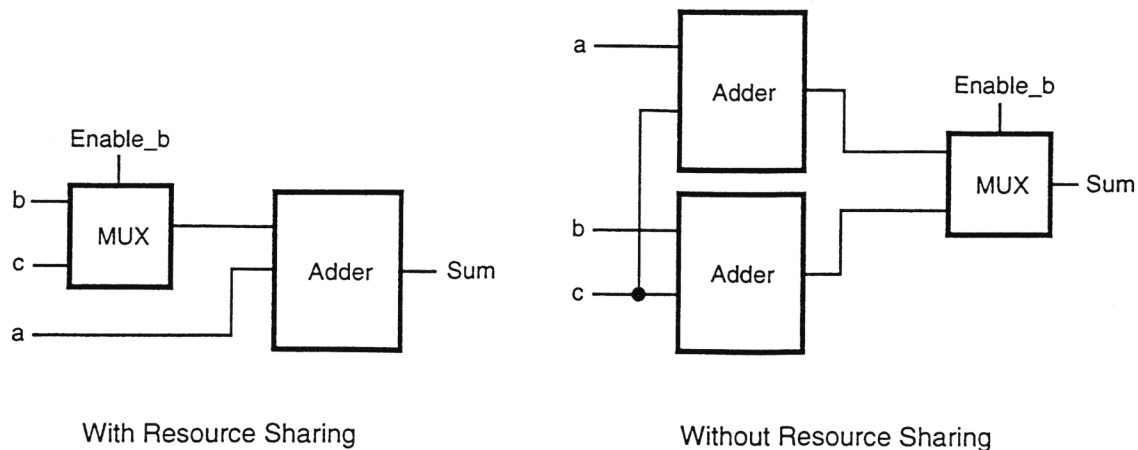 Enable_b
b
MUX
c
Adder
Sum
a
With Resource Sharing
a
Adder
Enable_b
MUX
Sum
b
Adder
c
Without Resource Sharing